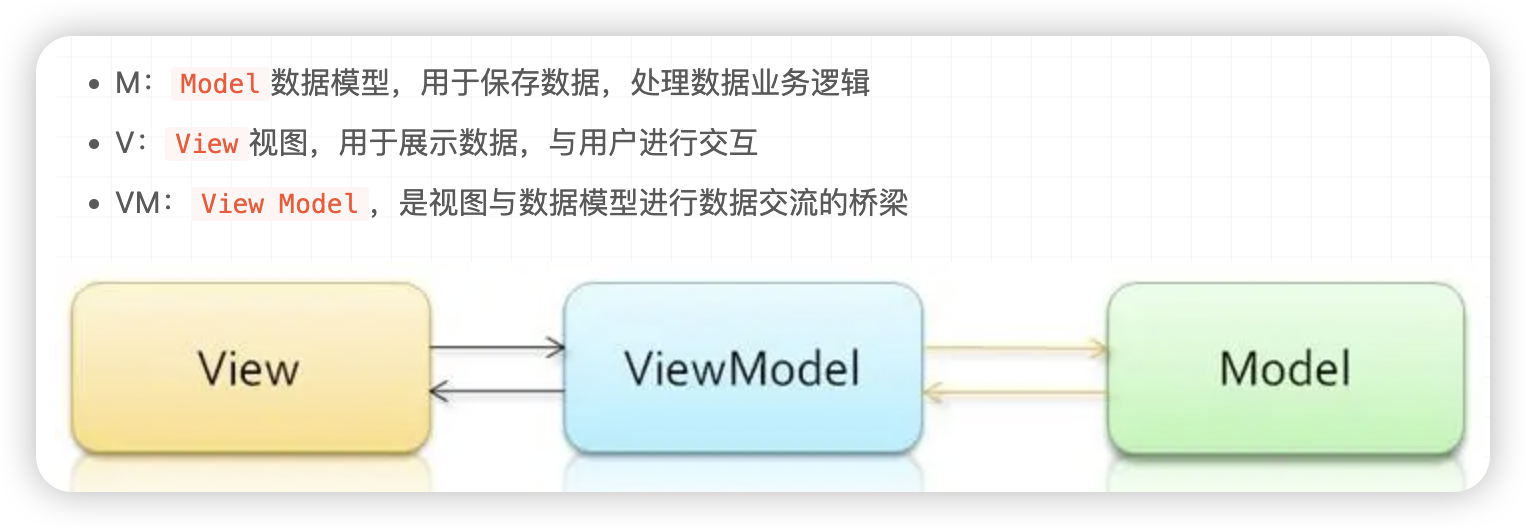 • M： Model 数据模型，用于保存数据，处理数据业务逻辑
• V： View 视图，用于展示数据，与用户进行交互
• VM： View Model ，是视图与数据模型进行数据交流的桥梁
View ViewModel Model